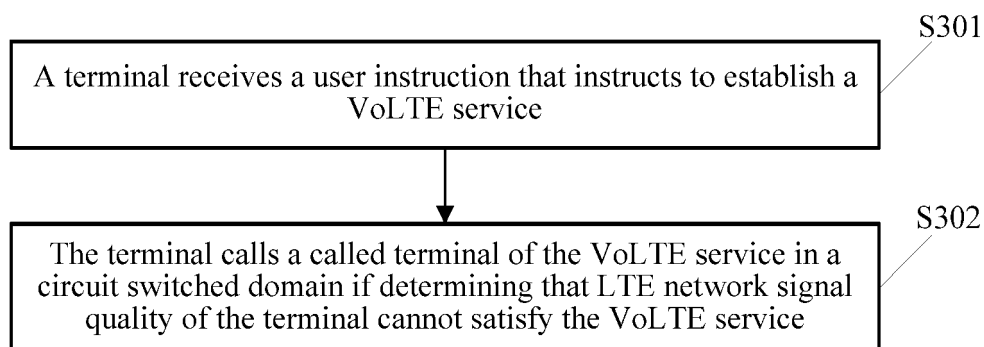 S301
A terminal receives a user instruction that instructs to establish a
VoLTE service
S302
The terminal calls a called terminal of the VoLTE service in a
circuit switched domain if determining that LTE network signal
quality of the terminal cannot satisfy the VoLTE service